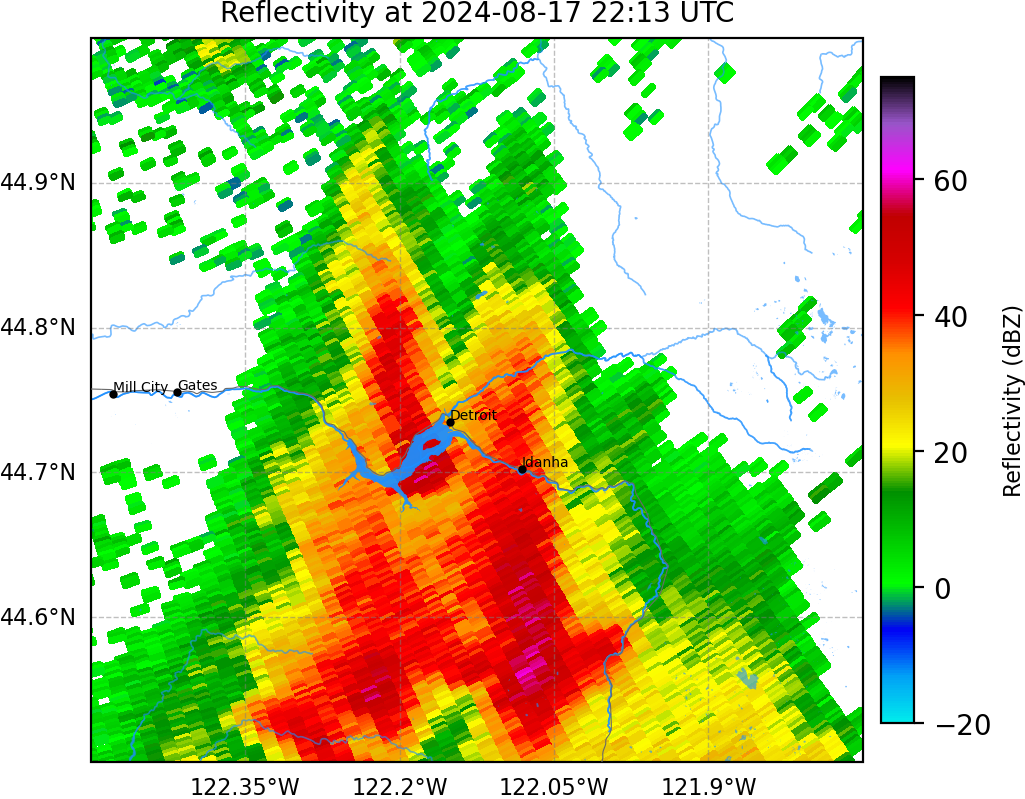 Reflectivity at 2024-08-17 22:13 UTC
44.9°N
44.8°N
44.7°N
44.6°N
122.35°W
122.2°W
122.05°W
121.9°W
Mill City
Gates
Detroit
Idanha
60
40
20
0
−20
Reflectivity (dBZ)